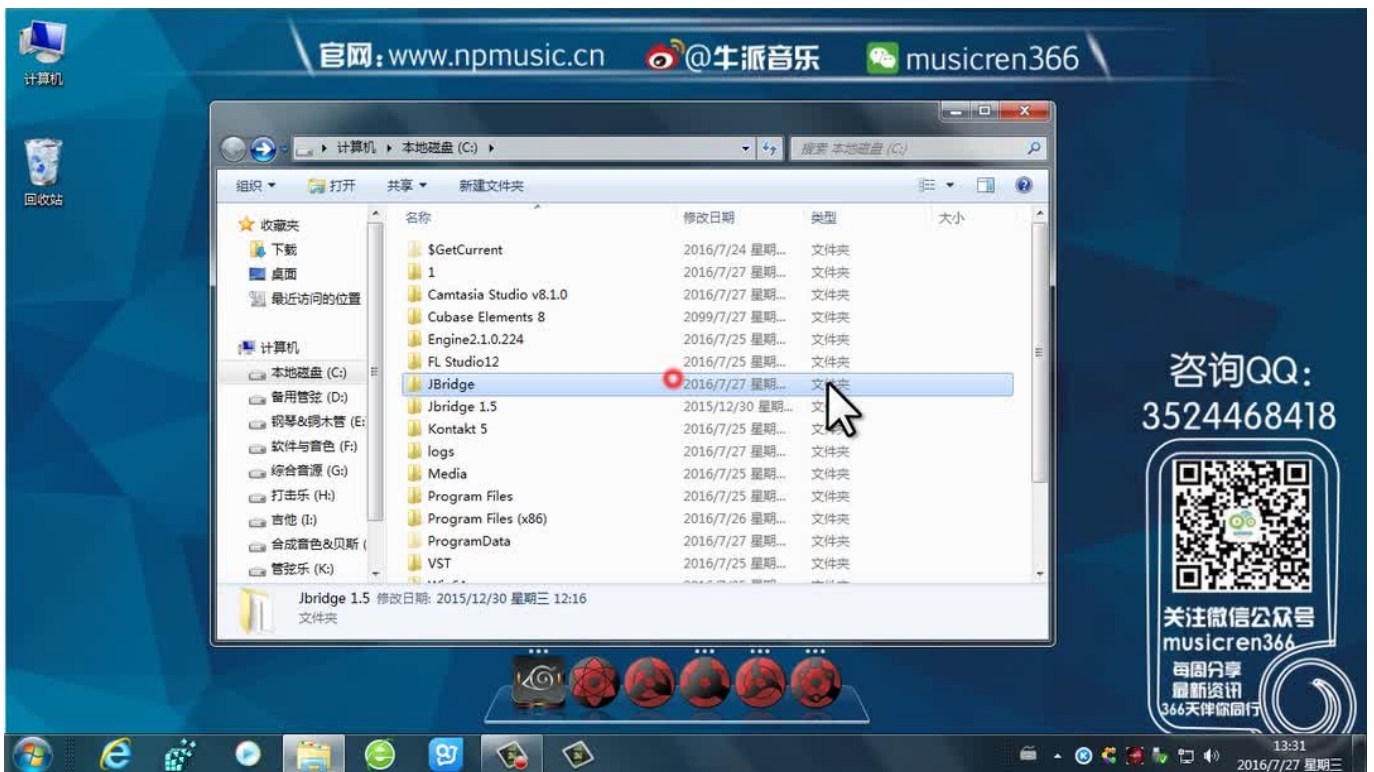 计算机
回收站
官网：www.npmusic.cn @牛派音乐 musicren366
计算机 本地磁盘 (C:) 搜索 本地磁盘 (C:)
组织 打开 共享 新建文件夹
收藏夹
下载
桌面
最近访问的位置
计算机
本地磁盘 (C:)
备用管弦 (D:)
钢琴&铜木管 (E:
软件与音色 (F:)
综合音源 (G:)
打击乐 (H:)
吉他 (I:)
合成音色&贝斯 (
管弦乐 (K:)
名称 修改日期 类型 大小
$GetCurrent 2016/7/24 星期... 文件夹
1 2016/7/27 星期... 文件夹
Camtasia Studio v8.1.0 2016/7/27 星期... 文件夹
Cubase Elements 8 2099/7/27 星期... 文件夹
Engine2.1.0.224 2016/7/25 星期... 文件夹
FL Studio12 2016/7/25 星期... 文件夹
JBridge 2016/7/27 星期... 文件夹
Jbridge 1.5 2015/12/30 星期... 文
Kontakt 5 2016/7/25 星期... 文件夹
logs 2016/7/27 星期... 文件夹
Media 2016/7/25 星期... 文件夹
Program Files 2016/7/25 星期... 文件夹
Program Files (x86) 2016/7/26 星期... 文件夹
ProgramData 2016/7/27 星期... 文件夹
VST 2016/7/25 星期... 文件夹
Jbridge 1.5 修改日期: 2015/12/30 星期三 12:16
文件夹
咨询QQ：
3524468418
关注微信公众号
musicren366
每周分享
最新资讯
366天伴你同行
13:31
2016/7/27 星期三